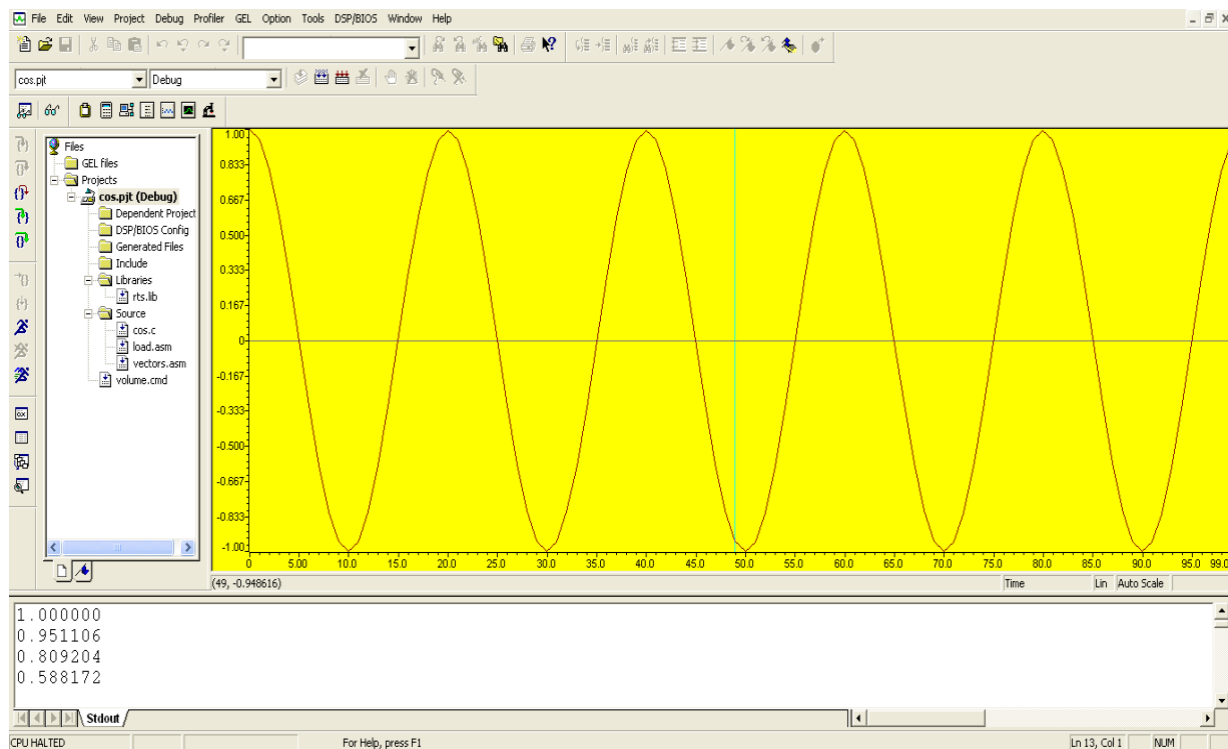 File Edit View Project Debug Profiler GEL Option Tools DSP/BIOS Window Help
cos.pjt Debug
Files
GEL files
Projects
cos.pjt (Debug)
Dependent Project
DSP/BIOS Config
Generated Files
Include
Libraries
rts.lib
Source
cos.c
load.asm
vectors.asm
volume.cmd
1.00
0.833
0.667
0.500
0.333
0.167
0
-0.167
-0.333
-0.500
-0.667
-0.833
-1.00
0 5.00 10.0 15.0 20.0 25.0 30.0 35.0 40.0 45.0 50.0 55.0 60.0 65.0 70.0 75.0 80.0 85.0 90.0 95.0 99.0
(49, -0.948616) Time Lin Auto Scale
1.000000
0.951106
0.809204
0.588172
Stdout
CPU HALTED For Help, press F1 Ln 13, Col 1 NUM